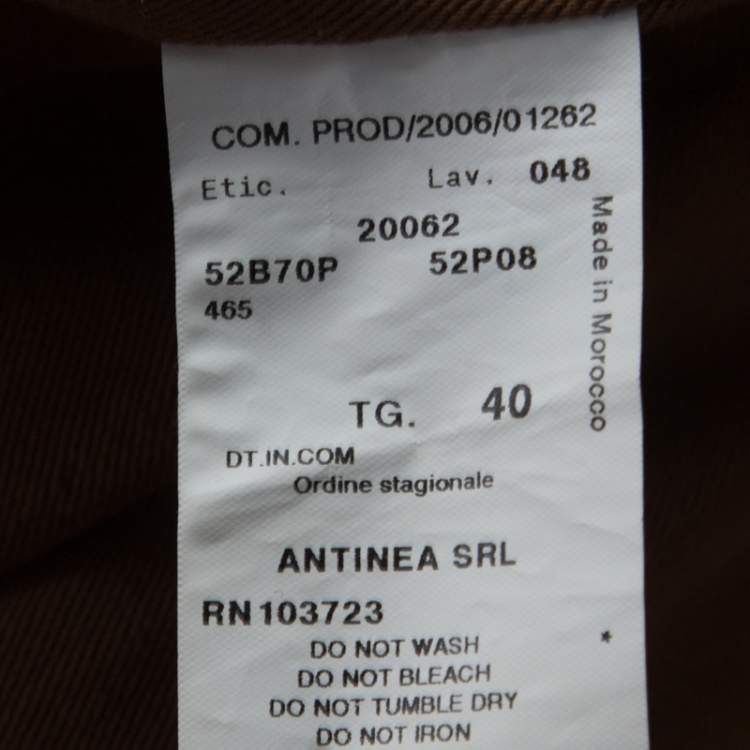 COM. PROD/2006/01262
Etic. Lav. 048
20062
52B70P 52P08
465
Made in Morocco
TG. 40
DT.IN.COM
Ordine stagionale
ANTINEA SRL
RN103723
DO NOT WASH *
DO NOT BLEACH
DO NOT TUMBLE DRY
DO NOT IRON